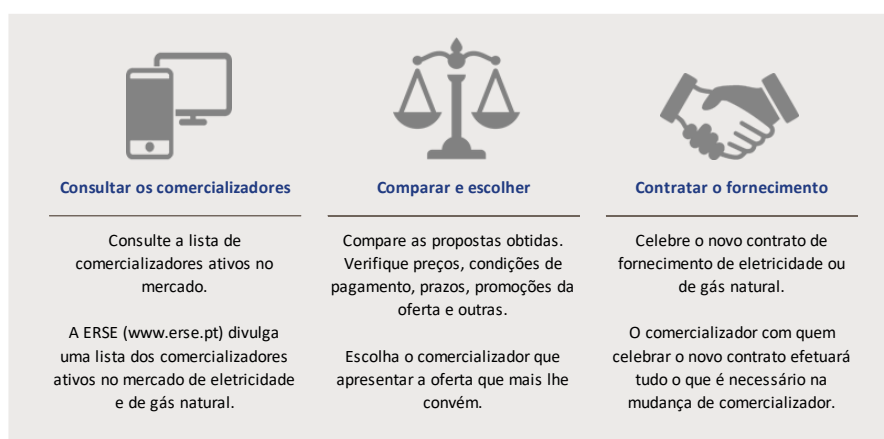 Consultar os comercializadores
Consulte a lista de
comercializadores ativos no
mercado.
A ERSE (www.erse.pt) divulga
uma lista dos comercializadores
ativos no mercado de eletricidade
e de gás natural.
Comparar e escolher
Compare as propostas obtidas.
Verifique preços, condições de
pagamento, prazos, promoções da
oferta e outras.
Escolha o comercializador que
apresentar a oferta que mais lhe
convém.
Contratar o fornecimento
Celebre o novo contrato de
fornecimento de eletricidade ou
de gás natural.
O comercializador com quem
celebrar o novo contrato efetuará
tudo o que é necessário na
mudança de comercializador.